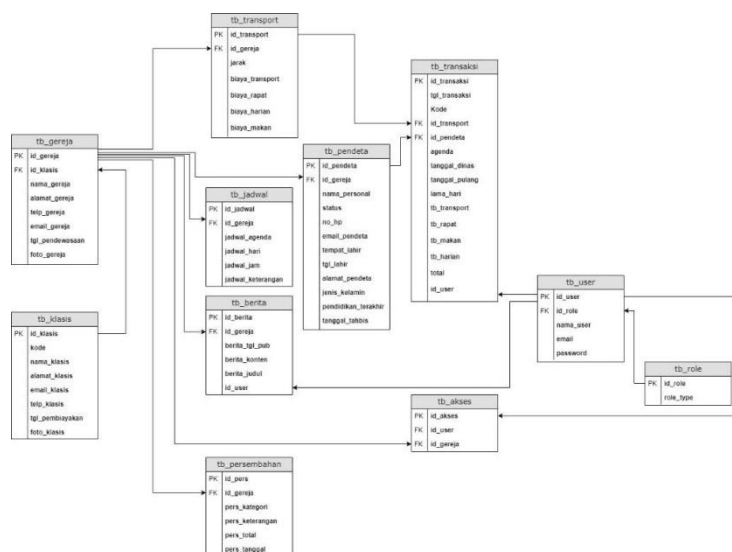 tb_transport
PK id_transport
FK id_gereja
jarak
biaya_transport
biaya_rapat
biaya_harian
biaya_makan
tb_transaksi
PK id_transaksi
tgl_transaksi
Kode
FK id_transport
FK id_pendeta
agenda
tanggal_dinas
tanggal_pulang
lama_hari
tb_transport
tb_rapat
tb_makan
tb_harian
total
id_user
tb_gereja
PK id_gereja
FK id_klasis
nama_gereja
alamat_gereja
telp_gereja
email_gereja
tgl_pendewasaan
foto_gereja
tb_pendeta
PK id_pendeta
FK id_gereja
nama_personal
status
no_hp
email_pendeta
tempat_lahir
tgl_lahir
alamat_pendeta
jenis_kelamin
pendidikan_terakhir
tanggal_tahbis
tb_jadwal
PK id_jadwal
FK id_gereja
jadwal_agenda
jadwal_hari
jadwal_jam
jadwal_keterangan
tb_user
PK id_user
FK id_role
nama_user
email
password
tb_berita
PK id_berita
FK id_gereja
berita_tgl_pub
berita_konten
berita_judul
id_user
tb_klasis
PK id_klasis
kode
nama_klasis
alamat_klasis
email_klasis
telp_klasis
tgl_pembiayakan
foto_klasis
tb_role
PK id_role
role_type
tb_akses
PK id_akses
FK id_user
FK id_gereja
tb_persembahan
PK id_pers
FK id_gereja
pers_kategori
pers_keterangan
pers_total
pers_tanggal